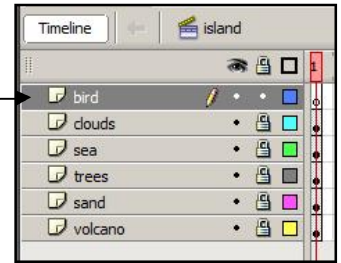 Timeline island
1
bird
clouds
sea
trees
sand
volcano